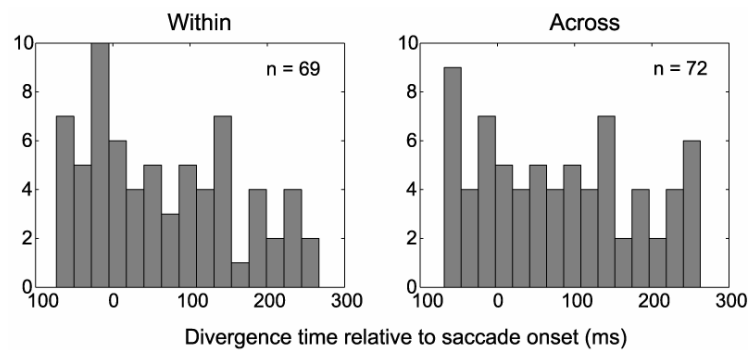 Within Across
10 10
n = 69 n = 72
8 8
6 6
4 4
2 2
0 0
100 0 100 200 300 100 0 100 200 300
Divergence time relative to saccade onset (ms)